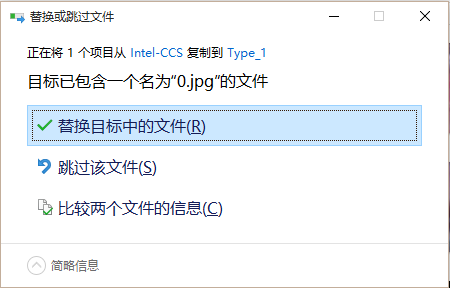 替换或跳过文件
正在将 1 个项目从 Intel-CCS 复制到 Type_1
目标已包含一个名为“0.jpg”的文件
替换目标中的文件(R)
跳过该文件(S)
比较两个文件的信息(C)
简略信息